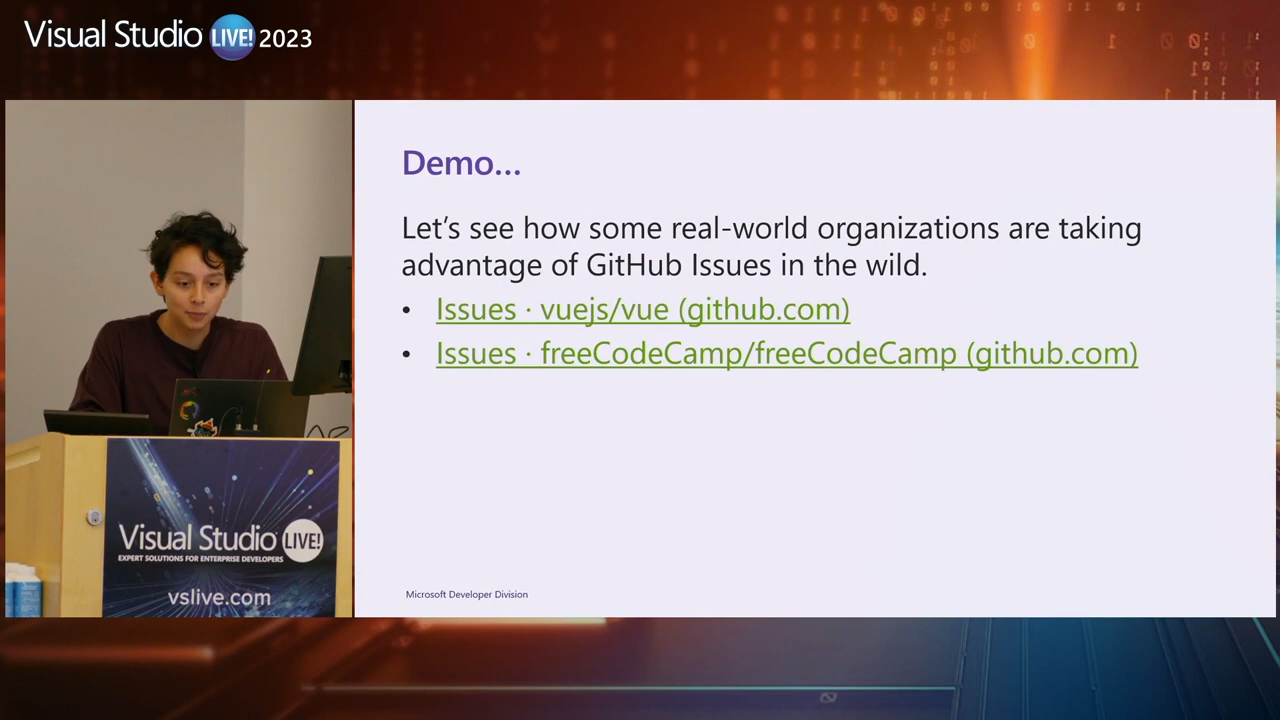 Visual Studio LIVE! 2023
Demo...
Let's see how some real-world organizations are taking
advantage of GitHub Issues in the wild.
• Issues · vuejs/vue (github.com)
• Issues · freeCodeCamp/freeCodeCamp (github.com)
Microsoft Developer Division
Visual Studio LIVE!
EXPERT SOLUTIONS FOR ENTERPRISE DEVELOPERS
vslive.com